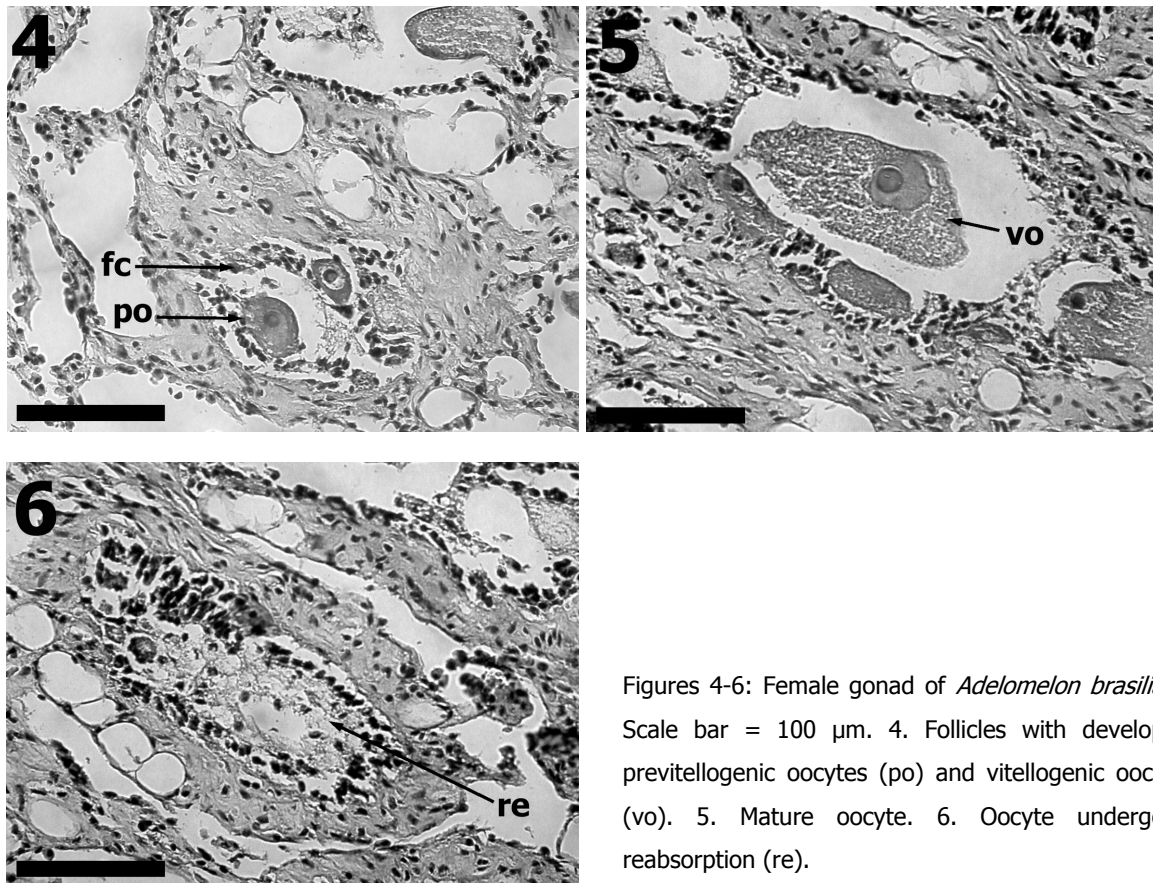 4
fc
po
5
vo
6
re
Figures 4-6: Female gonad of Adelomelon brasili
Scale bar = 100 µm. 4. Follicles with develop
previtellogenic oocytes (po) and vitellogenic ooc
(vo). 5. Mature oocyte. 6. Oocyte underg
reabsorption (re).